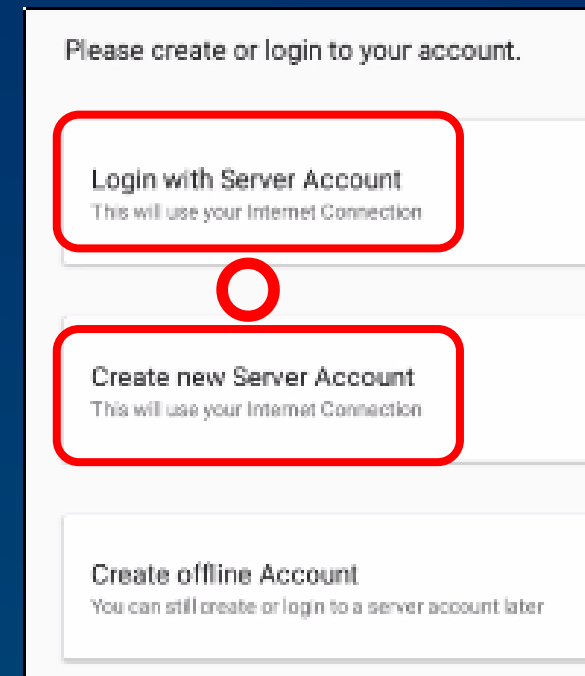 Please create or login to your account.
Login with Server Account
This will use your Internet Connection
Create new Server Account
This will use your Internet Connection
Create offline Account
You can still create or login to a server account later